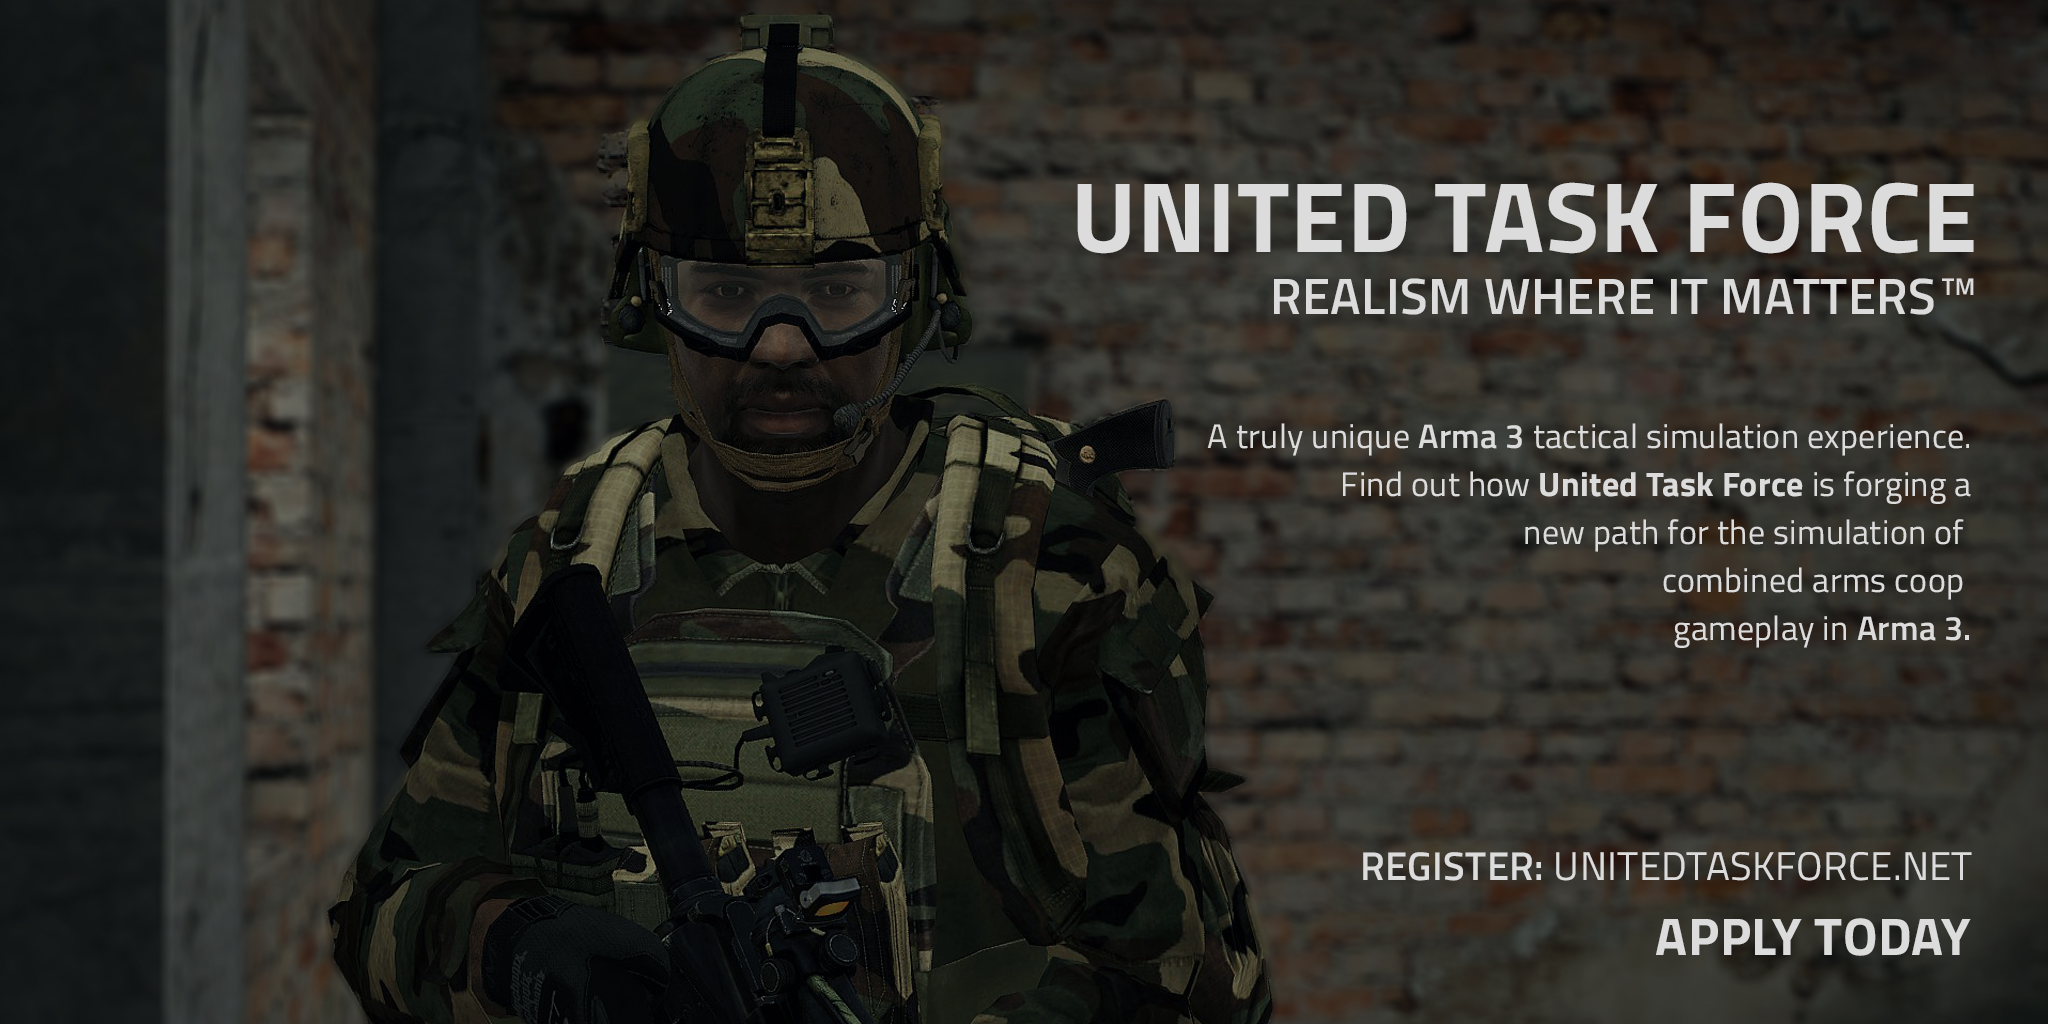 UNITED TASK FORCE
REALISM WHERE IT MATTERS™
A truly unique Arma 3 tactical simulation experience.
Find out how United Task Force is forging a
new path for the simulation of
combined arms coop
gameplay in Arma 3.
REGISTER: UNITEDTASKFORCE.NET
APPLY TODAY